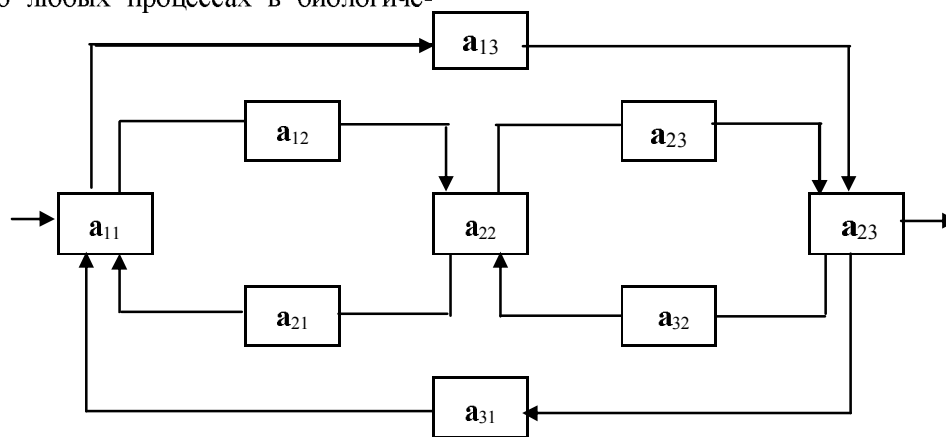 любых процессах в биологиче-
a13
a12
a23
a11
a22
a23
a21
a32
a31